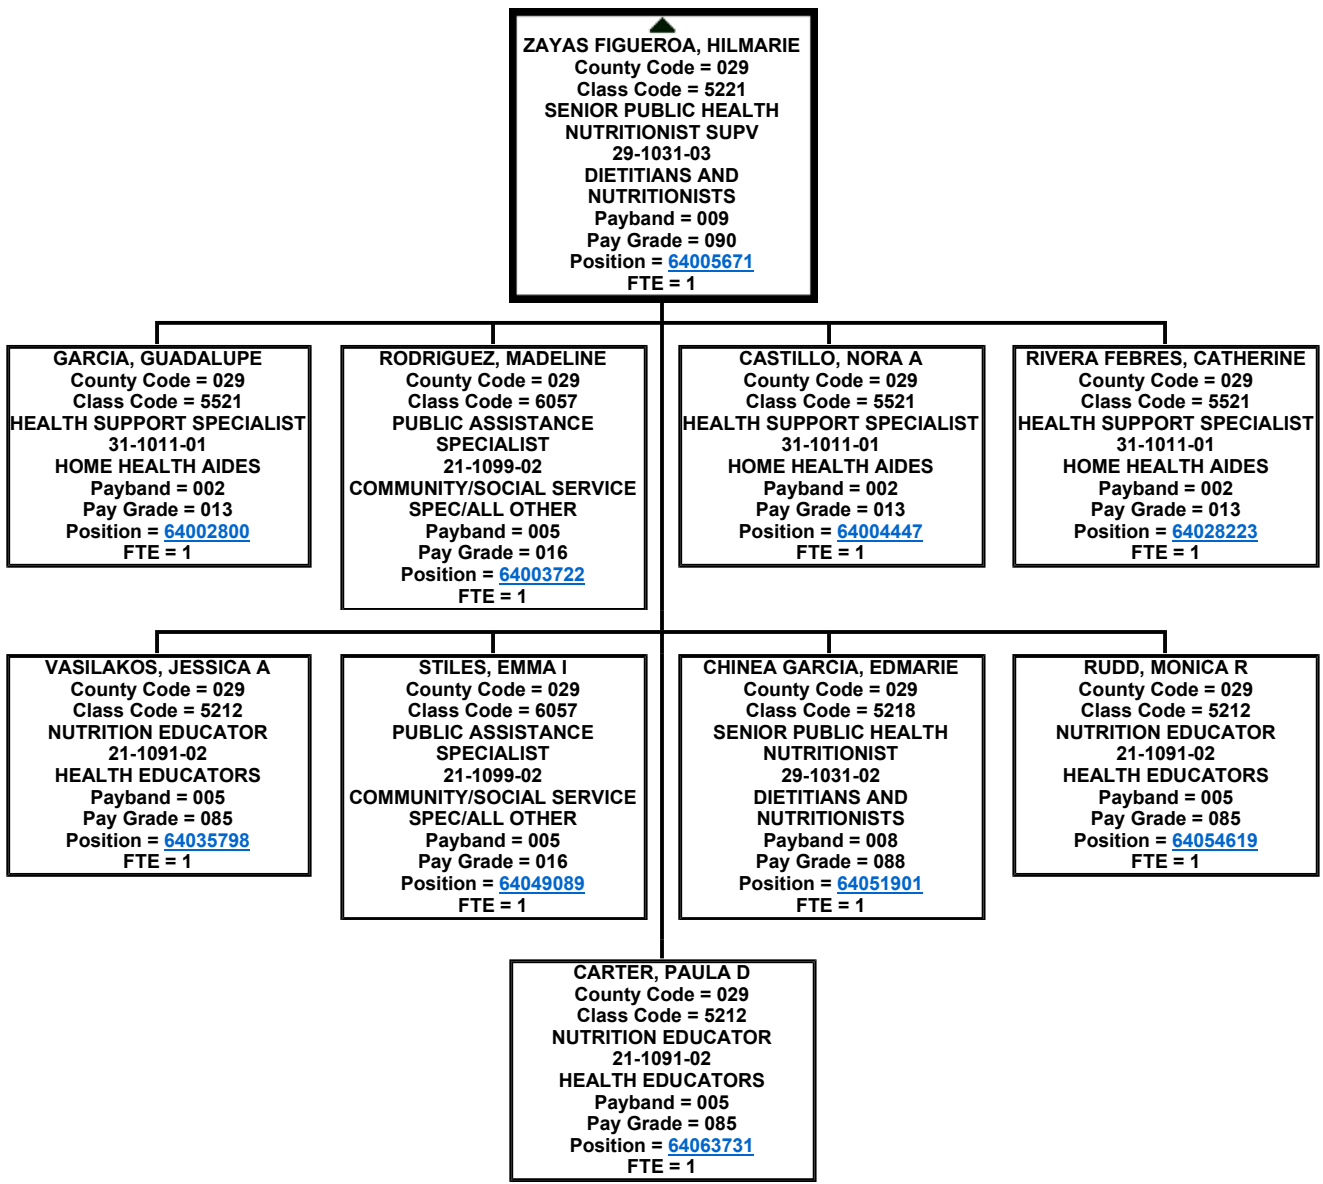 ZAYAS FIGUEROA, HILMARIE
County Code = 029
Class Code = 5221
SENIOR PUBLIC HEALTH
NUTRITIONIST SUPV
29-1031-03
DIETITIANS AND
NUTRITIONISTS
Payband = 009
Pay Grade = 090
Position = 64005671
FTE = 1
GARCIA, GUADALUPE
County Code = 029
Class Code = 5521
HEALTH SUPPORT SPECIALIST
31-1011-01
HOME HEALTH AIDES
Payband = 002
Pay Grade = 013
Position = 64002800
FTE = 1
RODRIGUEZ, MADELINE
County Code = 029
Class Code = 6057
PUBLIC ASSISTANCE
SPECIALIST
21-1099-02
COMMUNITY/SOCIAL SERVICE
SPEC/ALL OTHER
Payband = 005
Pay Grade = 016
Position = 64003722
FTE = 1
CASTILLO, NORA A
County Code = 029
Class Code = 5521
HEALTH SUPPORT SPECIALIST
31-1011-01
HOME HEALTH AIDES
Payband = 002
Pay Grade = 013
Position = 64004447
FTE = 1
RIVERA FEBRES, CATHERINE
County Code = 029
Class Code = 5521
HEALTH SUPPORT SPECIALIST
31-1011-01
HOME HEALTH AIDES
Payband = 002
Pay Grade = 013
Position = 64028223
FTE = 1
VASILAKOS, JESSICA A
County Code = 029
Class Code = 5212
NUTRITION EDUCATOR
21-1091-02
HEALTH EDUCATORS
Payband = 005
Pay Grade = 085
Position = 64035798
FTE = 1
STILES, EMMA I
County Code = 029
Class Code = 6057
PUBLIC ASSISTANCE
SPECIALIST
21-1099-02
COMMUNITY/SOCIAL SERVICE
SPEC/ALL OTHER
Payband = 005
Pay Grade = 016
Position = 64049089
FTE = 1
CHINEA GARCIA, EDMARIE
County Code = 029
Class Code = 5218
SENIOR PUBLIC HEALTH
NUTRITIONIST
29-1031-02
DIETITIANS AND
NUTRITIONISTS
Payband = 008
Pay Grade = 088
Position = 64051901
FTE = 1
RUDD, MONICA R
County Code = 029
Class Code = 5212
NUTRITION EDUCATOR
21-1091-02
HEALTH EDUCATORS
Payband = 005
Pay Grade = 085
Position = 64054619
FTE = 1
CARTER, PAULA D
County Code = 029
Class Code = 5212
NUTRITION EDUCATOR
21-1091-02
HEALTH EDUCATORS
Payband = 005
Pay Grade = 085
Position = 64063731
FTE = 1